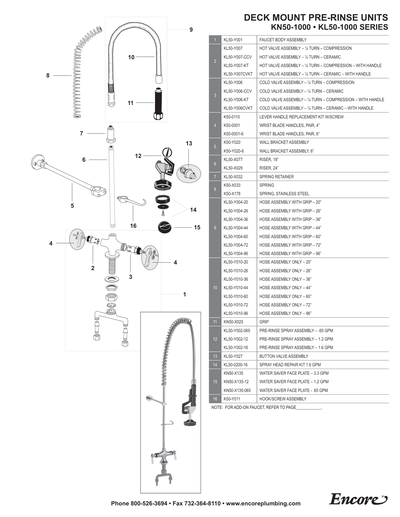 DECK MOUNT PRE-RINSE UNITS
KN50-1000 • KL50-1000 SERIES
1 KL50-Y001 FAUCET BODY ASSEMBLY
2 KL50-Y007 HOT VALVE ASSEMBLY – ¼ TURN – COMPRESSION
KL50-Y007-CCV HOT VALVE ASSEMBLY – ¼ TURN – CERAMIC
KL50-Y007-KT HOT VALVE ASSEMBLY – ¼ TURN – COMPRESSION – WITH HANDLE
KL50-Y007CVKT HOT VALVE ASSEMBLY – ¼ TURN – CERAMIC – WITH HANDLE
3 KL50-Y006 COLD VALVE ASSEMBLY – ¼ TURN – COMPRESSION
KL50-Y006-CCV COLD VALVE ASSEMBLY – ¼ TURN – CERAMIC
KL50-Y006-KT COLD VALVE ASSEMBLY – ¼ TURN – COMPRESSION – WITH HANDLE
KL50-Y006CVKT COLD VALVE ASSEMBLY – ¼ TURN – CERAMIC – WITH HANDLE
4 K50-0110 LEVER HANDLE REPLACEMENT KIT W/SCREW
K50-0001 WRIST BLADE HANDLES, PAIR, 4"
K50-0001-6 WRIST BLADE HANDLES, PAIR, 6"
5 K50-Y020 WALL BRACKET ASSEMBLY
K50-Y020-6 WALL BRACKET ASSEMBLY, 6"
6 KL50-X077 RISER, 18"
KL50-X029 RISER, 24"
7 KL50-X032 SPRING RETAINER
8 K50-X033 SPRING
K50-X178 SPRING, STAINLESS STEEL
9 KL50-Y004-20 HOSE ASSEMBLY WITH GRIP – 20"
KL50-Y004-26 HOSE ASSEMBLY WITH GRIP – 26"
KL50-Y004-36 HOSE ASSEMBLY WITH GRIP – 36"
KL50-Y004-44 HOSE ASSEMBLY WITH GRIP – 44"
KL50-Y004-60 HOSE ASSEMBLY WITH GRIP – 60"
KL50-Y004-72 HOSE ASSEMBLY WITH GRIP – 72"
KL50-Y004-96 HOSE ASSEMBLY WITH GRIP – 96"
10 KL50-Y010-20 HOSE ASSEMBLY ONLY – 20"
KL50-Y010-26 HOSE ASSEMBLY ONLY – 26"
KL50-Y010-36 HOSE ASSEMBLY ONLY – 36"
KL50-Y010-44 HOSE ASSEMBLY ONLY – 44"
KL50-Y010-60 HOSE ASSEMBLY ONLY – 60"
KL50-Y010-72 HOSE ASSEMBLY ONLY – 72"
KL50-Y010-96 HOSE ASSEMBLY ONLY – 96"
11 KN50-X025 GRIP
12 KL50-Y002-065 PRE-RINSE SPRAY ASSEMBLY – .65 GPM
KL50-Y002-12 PRE-RINSE SPRAY ASSEMBLY – 1.2 GPM
KL50-Y002-16 PRE-RINSE SPRAY ASSEMBLY – 1.6 GPM
13 KL50-Y027 BUTTON VALVE ASSEMBLY
14 KL50-0200-16 SPRAY HEAD REPAIR KIT 1.6 GPM
15 KN50-X135 WATER SAVER FACE PLATE – 3.3 GPM
KN50-X135-12 WATER SAVER FACE PLATE – 1.2 GPM
KN50-X135-065 WATER SAVER FACE PLATE – .65 GPM
16 K50-Y011 HOOK/SCREW ASSEMBLY
NOTE: FOR ADD-ON FAUCET, REFER TO PAGE____________.
9
10
8
11
7
12
6
13
14
5
16
15
4
2
3
4
1
Phone 800-526-3694 • Fax 732-364-8110 • www.encoreplumbing.com
Encore